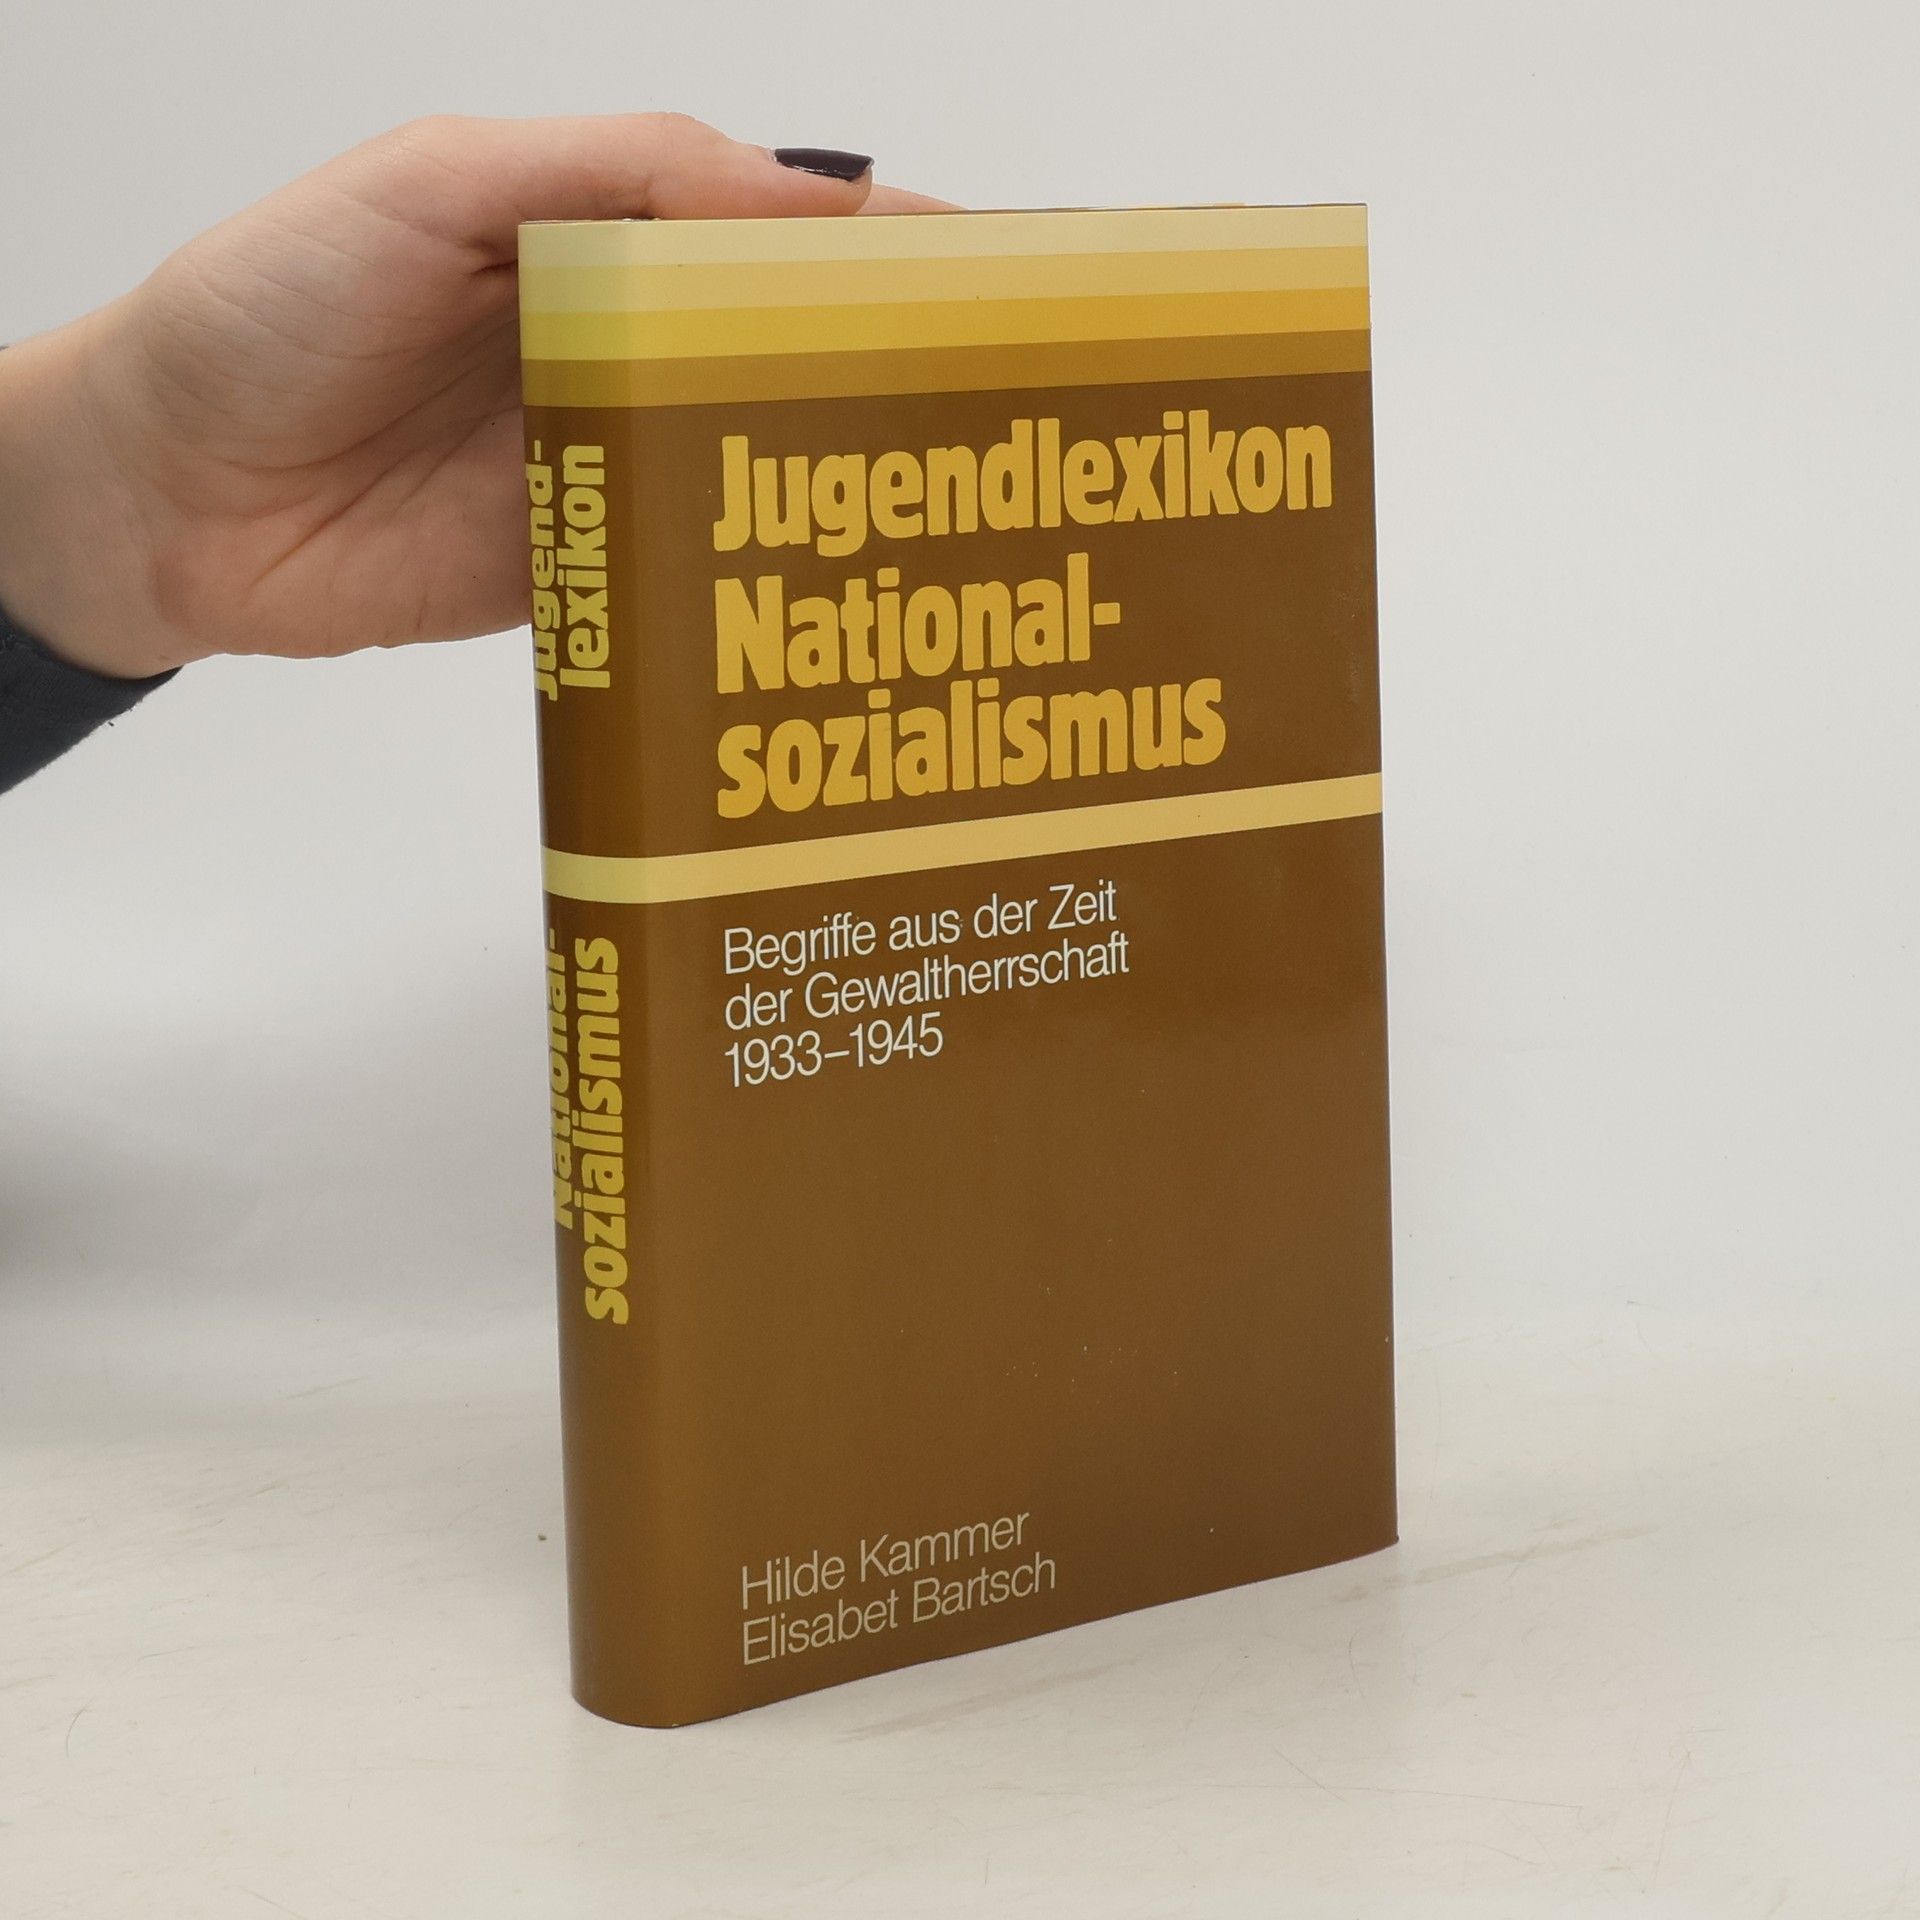 Jugendlexikon
National-
sozialismus
Begriffe aus der Zeit
der Gewaltherrschaft
1933–1945
Hilde Kammer
Elisabet Bartsch
Jugend-
lexikon
National-
sozialismus